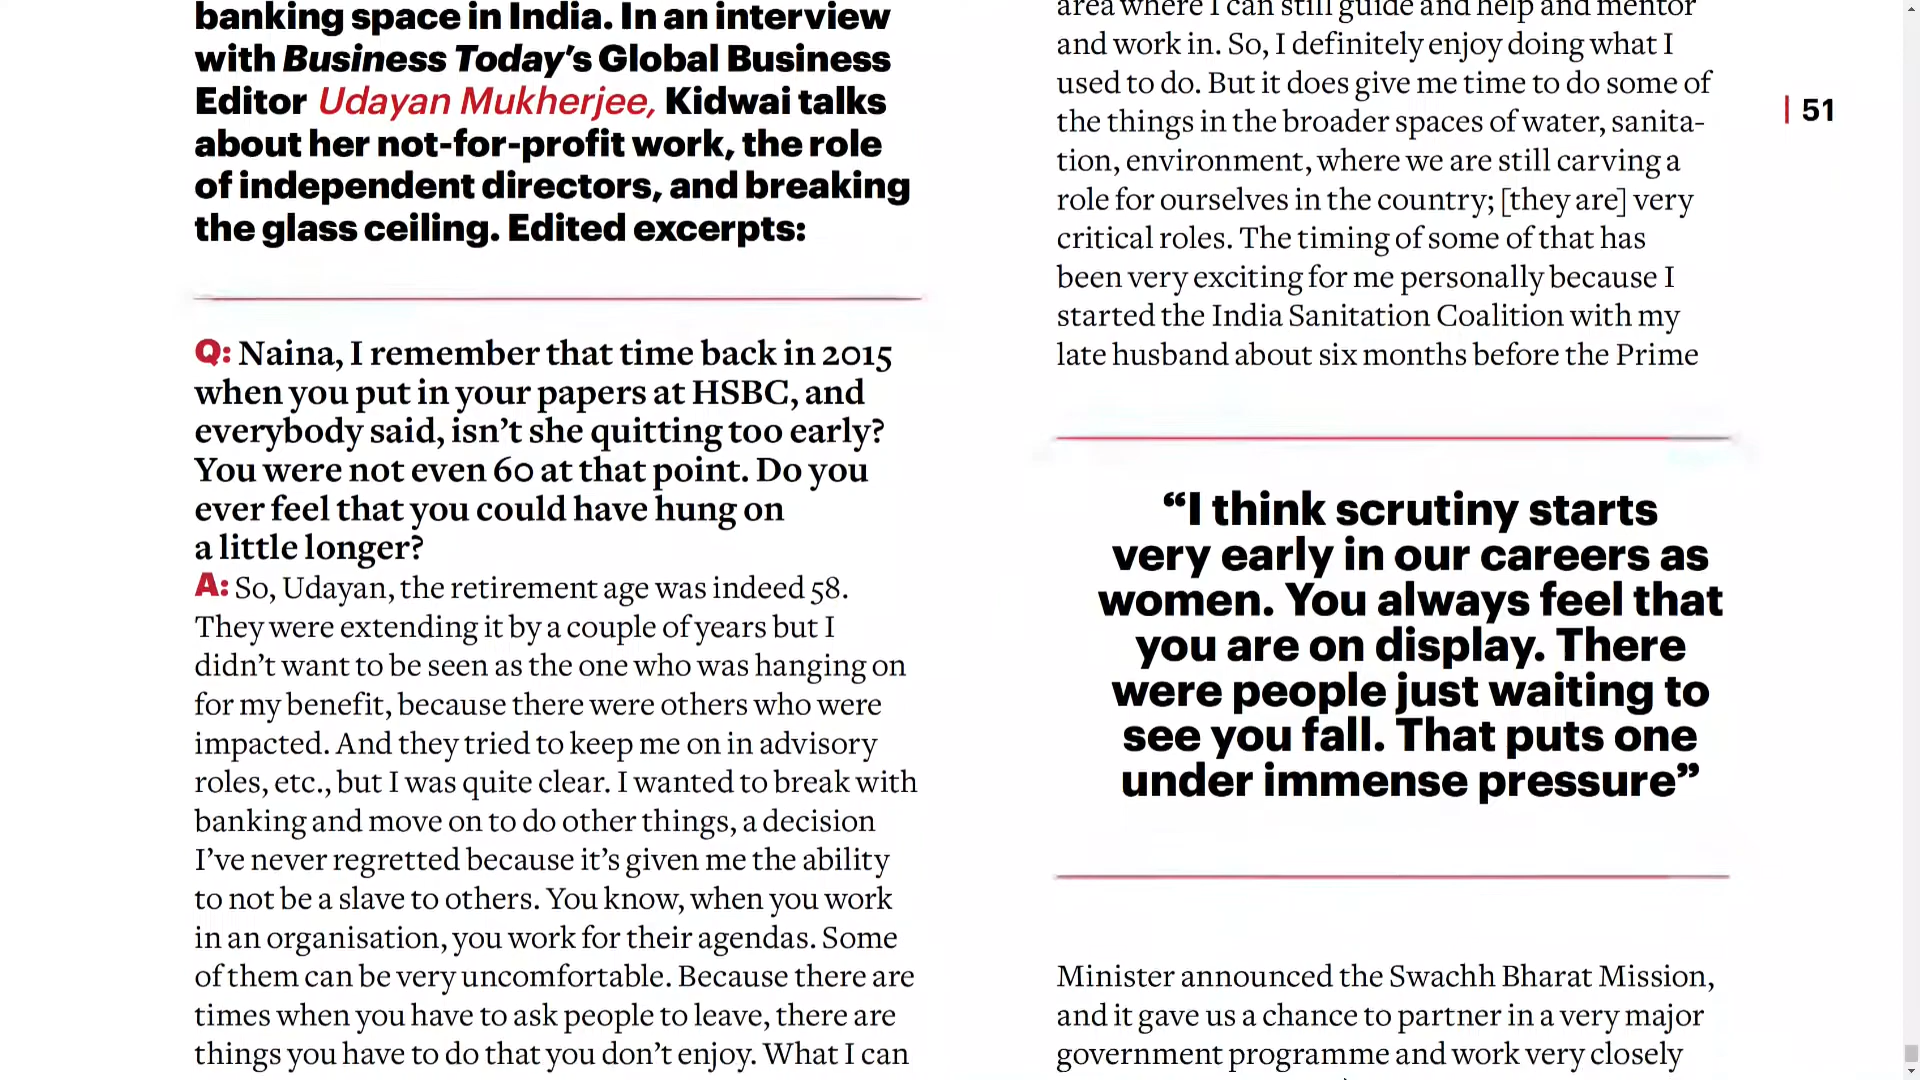 banking space in India. In an interview
with Business Today’s Global Business
Editor Udayan Mukherjee, Kidwai talks
about her not-for-profit work, the role
of independent directors, and breaking
the glass ceiling. Edited excerpts:
Q: Naina, I remember that time back in 2015
when you put in your papers at HSBC, and
everybody said, isn’t she quitting too early?
You were not even 60 at that point. Do you
ever feel that you could have hung on
a little longer?
A: So, Udayan, the retirement age was indeed 58.
They were extending it by a couple of years but I
didn’t want to be seen as the one who was hanging on
for my benefit, because there were others who were
impacted. And they tried to keep me on in advisory
roles, etc., but I was quite clear. I wanted to break with
banking and move on to do other things, a decision
I’ve never regretted because it’s given me the ability
to not be a slave to others. You know, when you work
in an organisation, you work for their agendas. Some
of them can be very uncomfortable. Because there are
times when you have to ask people to leave, there are
things you have to do that you don’t enjoy. What I can
area where I can still guide and help and mentor
and work in. So, I definitely enjoy doing what I
used to do. But it does give me time to do some of
the things in the broader spaces of water, sanita-
tion, environment, where we are still carving a
role for ourselves in the country; [they are] very
critical roles. The timing of some of that has
been very exciting for me personally because I
started the India Sanitation Coalition with my
late husband about six months before the Prime
“I think scrutiny starts
very early in our careers as
women. You always feel that
you are on display. There
were people just waiting to
see you fall. That puts one
under immense pressure”
Minister announced the Swachh Bharat Mission,
and it gave us a chance to partner in a very major
government programme and work very closely
| 51